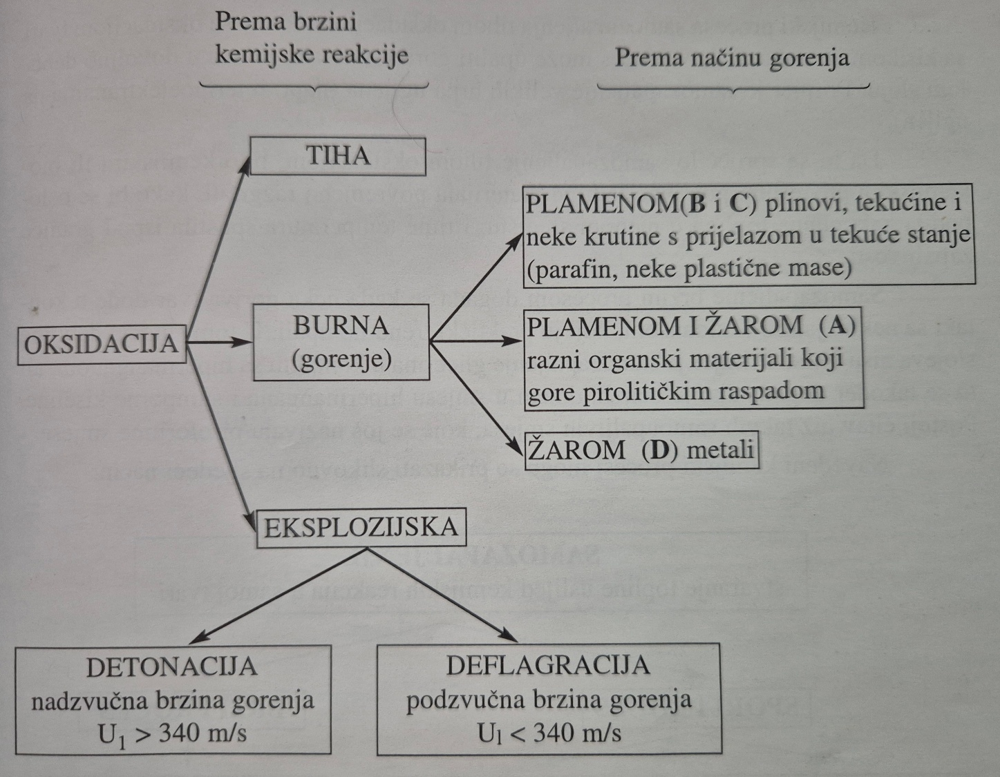 Prema brzini
kemijske reakcije
Prema načinu gorenja
TIHA
PLAMENOM(B i C) plinovi, tekućine i
neke krutine s prijelazom u tekuće stanje
(parafin, neke plastične mase)
OKSIDACIJA
BURNA
(gorenje)
PLAMENOM I ŽAROM (A)
razni organski materijali koji
gore pirolitičkim raspadom
ŽAROM (D) metali
EKSPLOZIJSKA
DETONACIJA
nadzvučna brzina gorenja
U₁ > 340 m/s
DEFLAGRACIJA
podzvučna brzina gorenja
Ul < 340 m/s